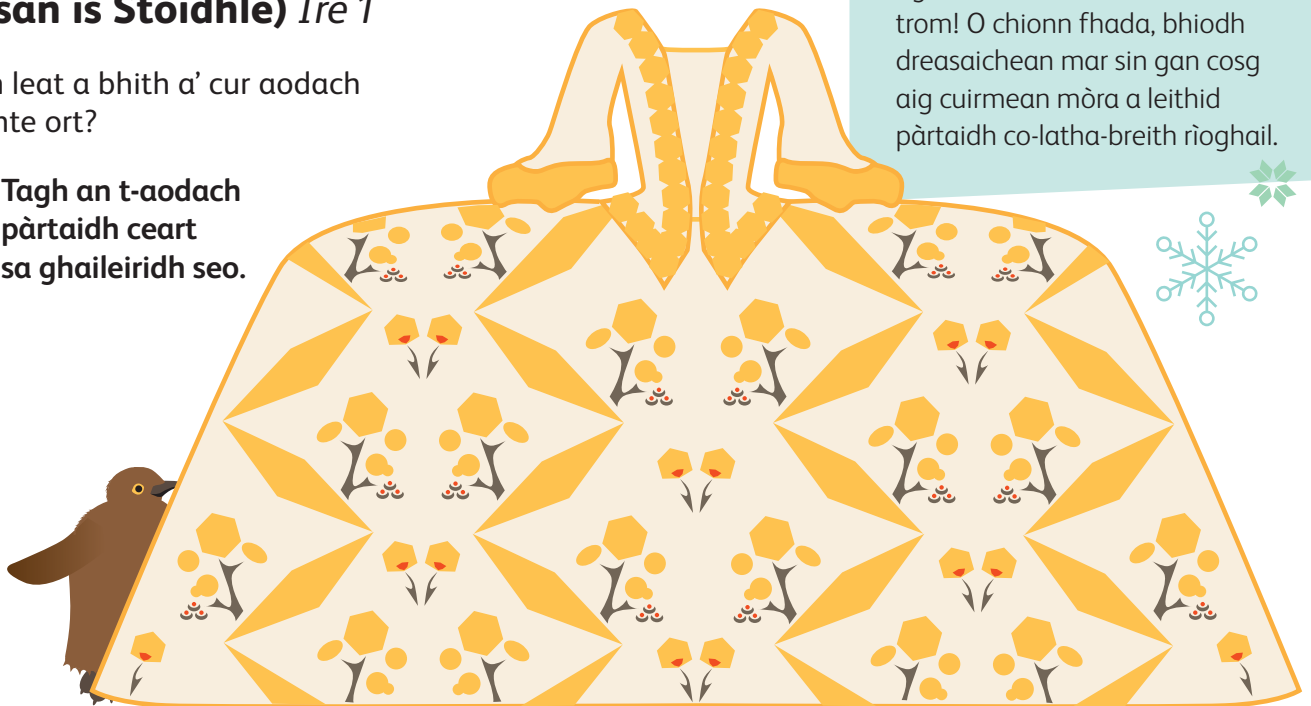 san is Stoidhle) Ìre 1
leat a bhith a’ cur aodach
ort?
Tagh an t-aodach
pàrtaidh ceart
sa ghaileiridh seo.
trom! O chionn fhada, bhiodh
dreasaichean mar sin gan cosg
aig cuirmean mòra a leithid
pàrtaidh co-latha-breith rìoghail.